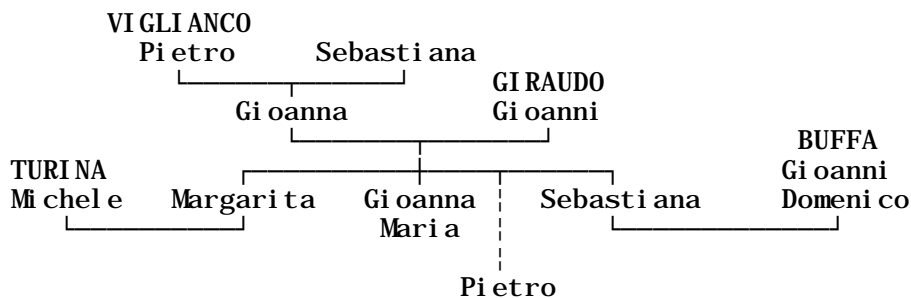 VIGLIANCO
Pietro Sebastiana
GIRAUDO
Gioanna Gioanni
BUFFA
TURINA Gioanni
Michele Margarita Gioanna Sebastiana Domenico
Maria
Pietro